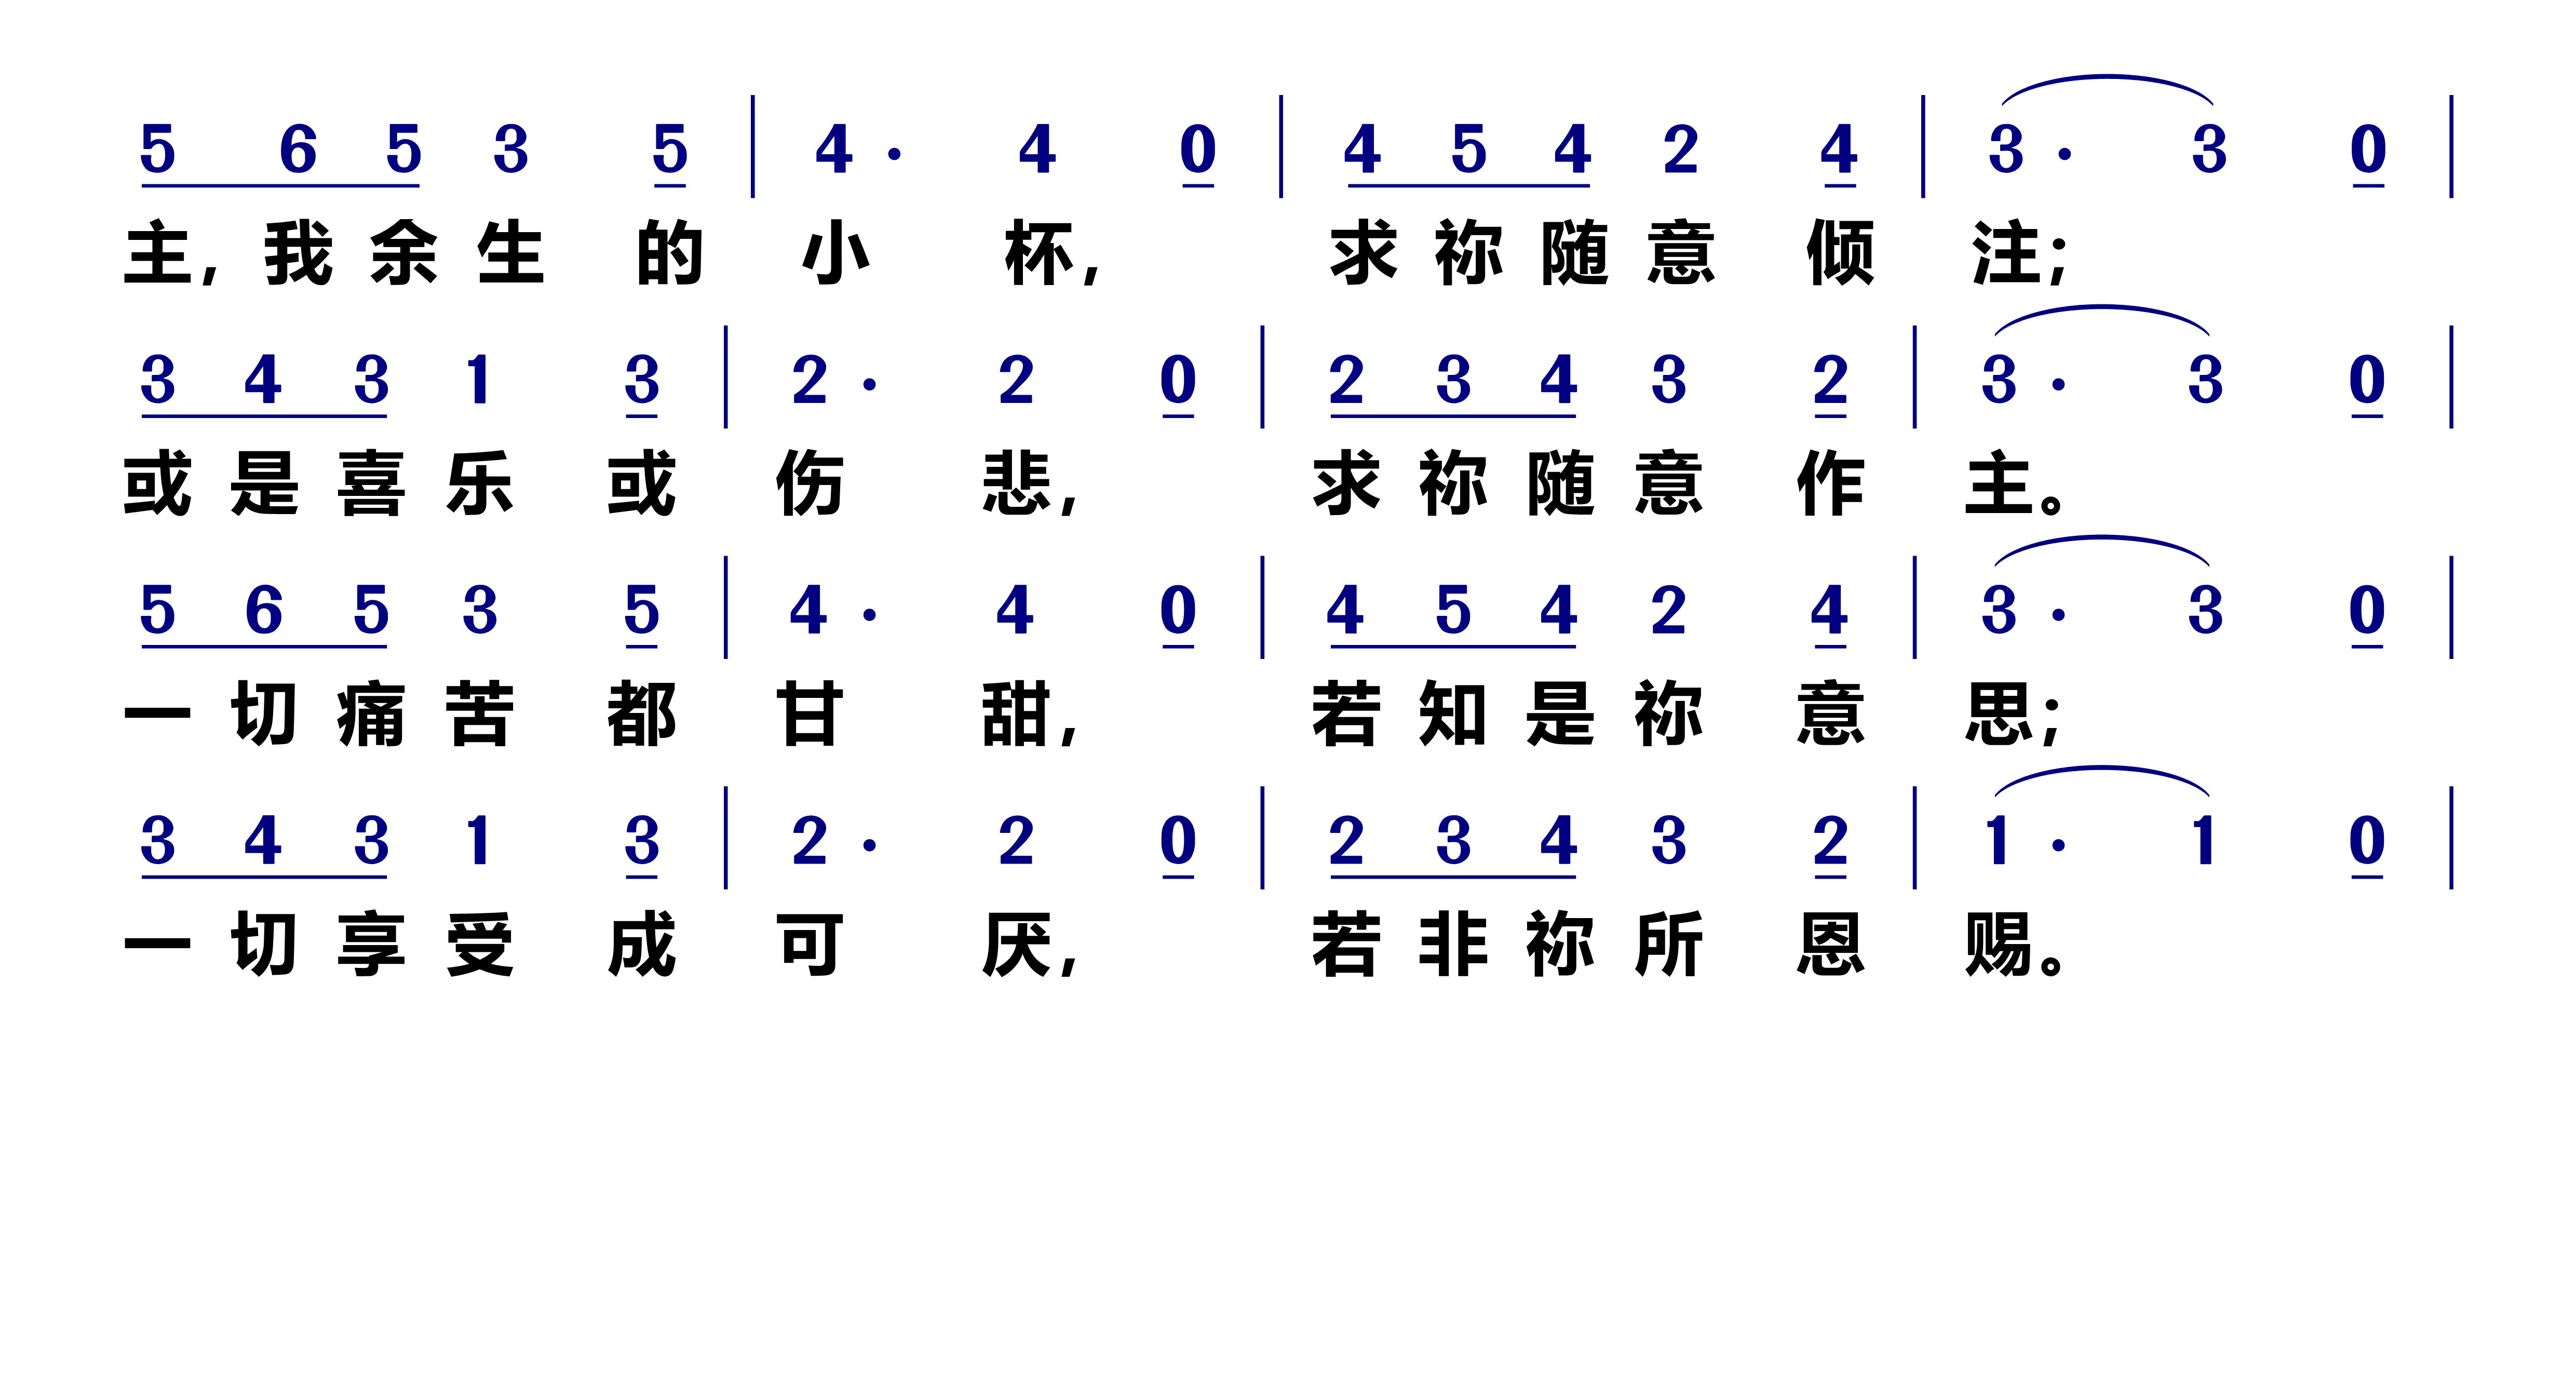 5 6 5 3 5 | 4 · 4 0 | 4 5 4 2 4 | 3 · 3 0 |
主, 我余生的小杯, 求祢随意倾注;
3 4 3 1 3 | 2 · 2 0 | 2 3 4 3 2 | 3 · 3 0 |
或是喜乐或伤悲, 求祢随意作主。
5 6 5 3 5 | 4 · 4 0 | 4 5 4 2 4 | 3 · 3 0 |
一切痛苦都甘甜, 若知是祢意思;
3 4 3 1 3 | 2 · 2 0 | 2 3 4 3 2 | 1 · 1 0 |
一切享受成可厌, 若非祢所恩赐。